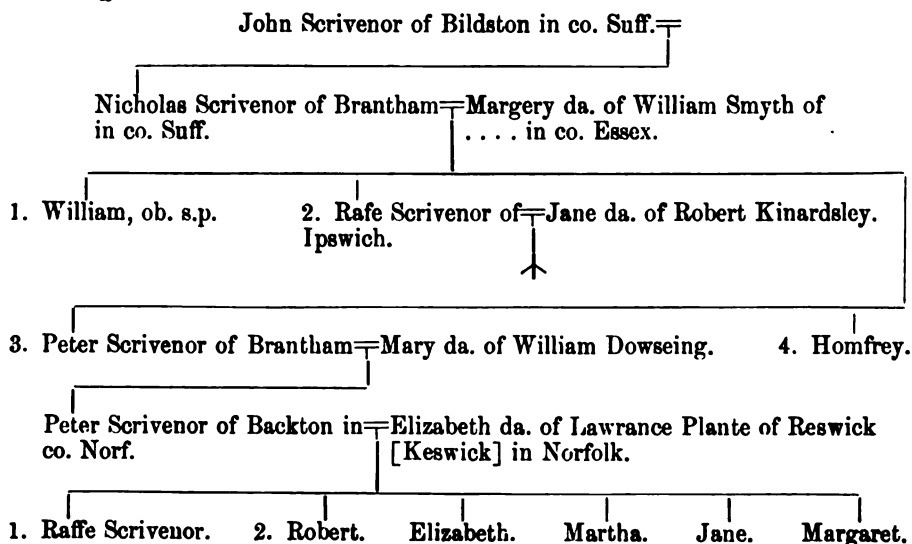 John Scrivenor of Bildston in co. Suff.
Nicholas Scrivenor of Brantham Margery da. of William Smyth of
in co. Suff. . . . . in co. Essex.
1. William, ob. s.p. 2. Rafe Scrivenor of Jane da. of Robert Kinardsley.
Ipswich.
3. Peter Scrivenor of Brantham Mary da. of William Dowseing. 4. Homfrey.
Peter Scrivenor of Backton in Elizabeth da. of Lawrance Plante of Reswick
co. Norf. [Keswick] in Norfolk.
1. Raffe Scrivenor. 2. Robert. Elizabeth. Martha. Jane. Margaret.